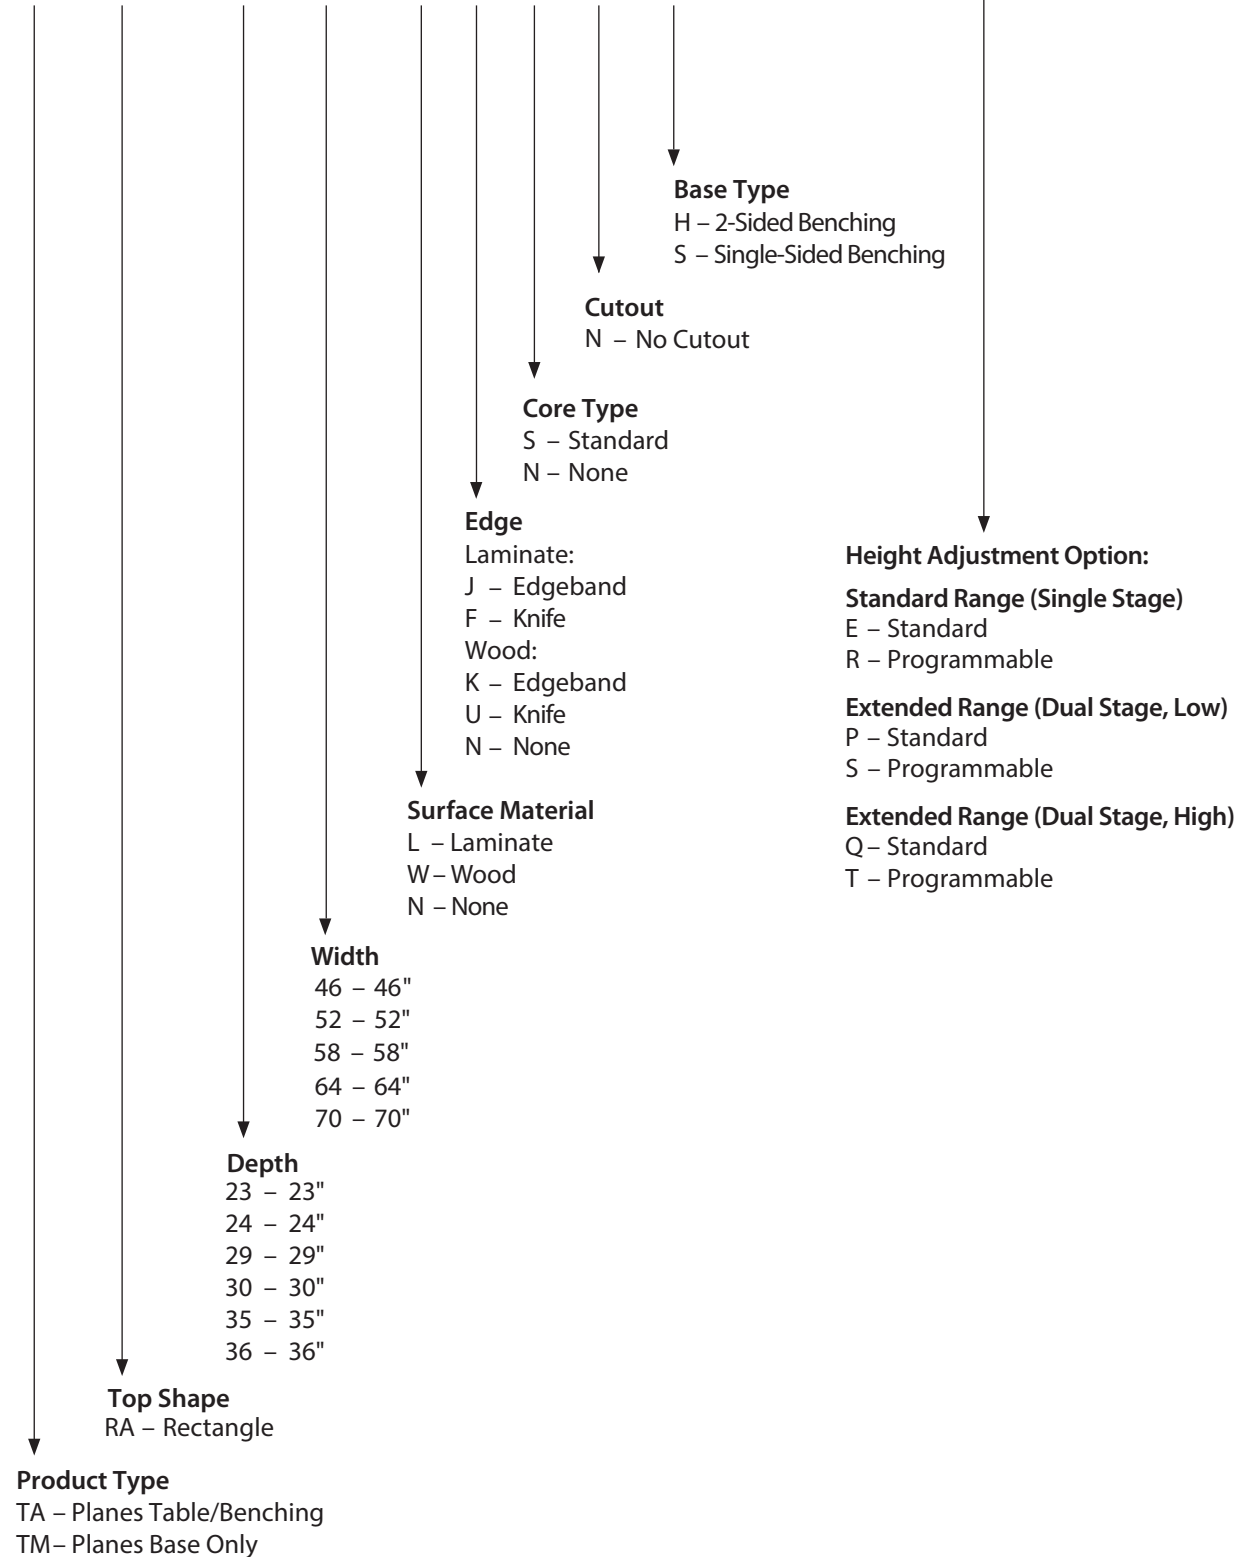 Base Type
H – 2-Sided Benching
S – Single-Sided Benching
Cutout
N – No Cutout
Core Type
S – Standard
N – None
Edge
Laminate:
J – Edgeband
F – Knife
Wood:
K – Edgeband
U – Knife
N – None
Height Adjustment Option:
Standard Range (Single Stage)
E – Standard
R – Programmable
Extended Range (Dual Stage, Low)
P – Standard
S – Programmable
Extended Range (Dual Stage, High)
Q – Standard
T – Programmable
Surface Material
L – Laminate
W – Wood
N – None
Width
46 – 46"
52 – 52"
58 – 58"
64 – 64"
70 – 70"
Depth
23 – 23"
24 – 24"
29 – 29"
30 – 30"
35 – 35"
36 – 36"
Top Shape
RA – Rectangle
Product Type
TA – Planes Table/Benching
TM – Planes Base Only